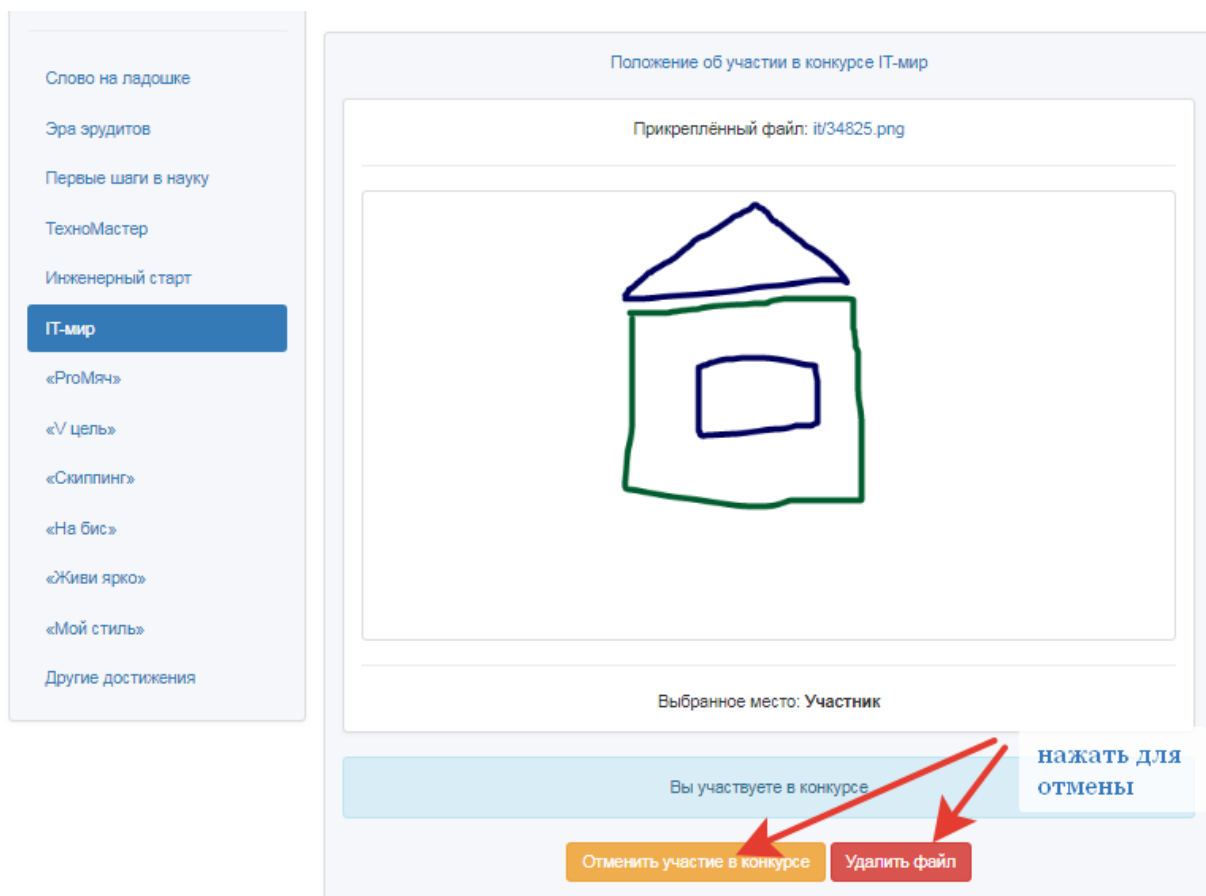 Слово на ладошке
Эра эрудитов
Первые шаги в науку
ТехноМастер
Инженерный старт
IT-мир
«ProМяч»
«V цель»
«Скиппинг»
«На бис»
«Живи ярко»
«Мой стиль»
Другие достижения
Положение об участии в конкурсе IT-мир
Прикреплённый файл: it/34825.png
Выбранное место: Участник
Вы участвуете в конкурсе
нажать для
отмены
Отменить участие в конкурсе
Удалить файл